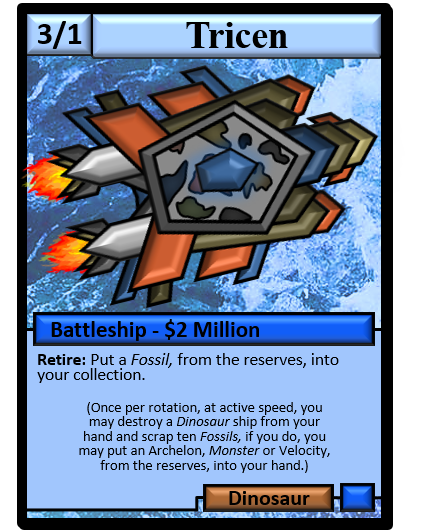 3/1
Tricen
Battleship - $2 Million
Retire: Put a Fossil, from the reserves, into
your collection.
(Once per rotation, at active speed, you
may destroy a Dinosaur ship from your
hand and scrap ten Fossils, if you do, you
may put an Archelon, Monster or Velocity,
from the reserves, into your hand.)
Dinosaur